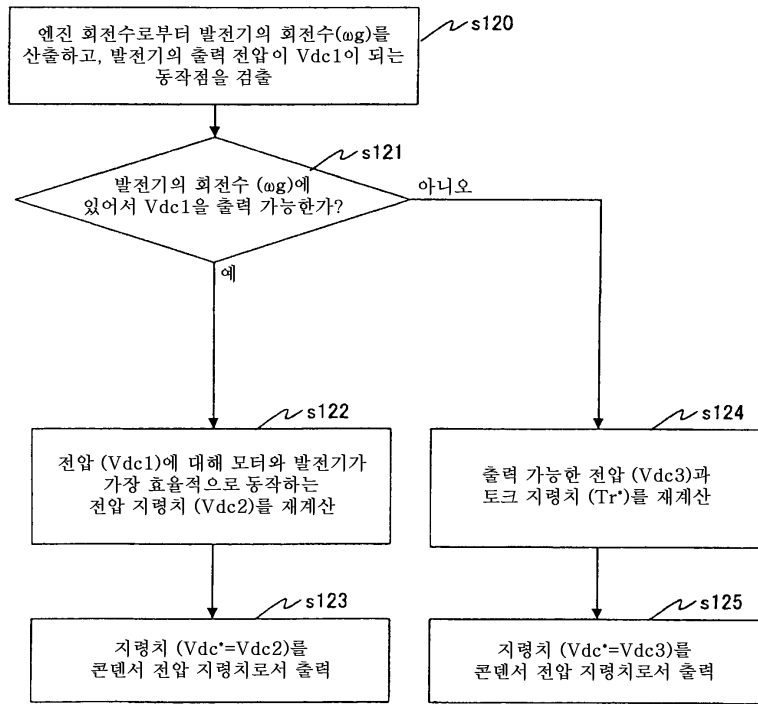 엔진 회전수로부터 발전기의 회전수(ωg)를
산출하고, 발전기의 출력 전압이 Vdc1이 되는
동작점을 검출
s120
s121
발전기의 회전수 (ωg)에
있어서 Vdc1을 출력 가능한가?
아니오
예
s122
전압 (Vdc1)에 대해 모터와 발전기가
가장 효율적으로 동작하는
전압 지령치 (Vdc2)를 재계산
s124
출력 가능한 전압 (Vdc3)과
토크 지령치 (Tr*)를 재계산
s123
지령치 (Vdc*=Vdc2)를
콘덴서 전압 지령치로서 출력
s125
지령치 (Vdc*=Vdc3)를
콘덴서 전압 지령치로서 출력